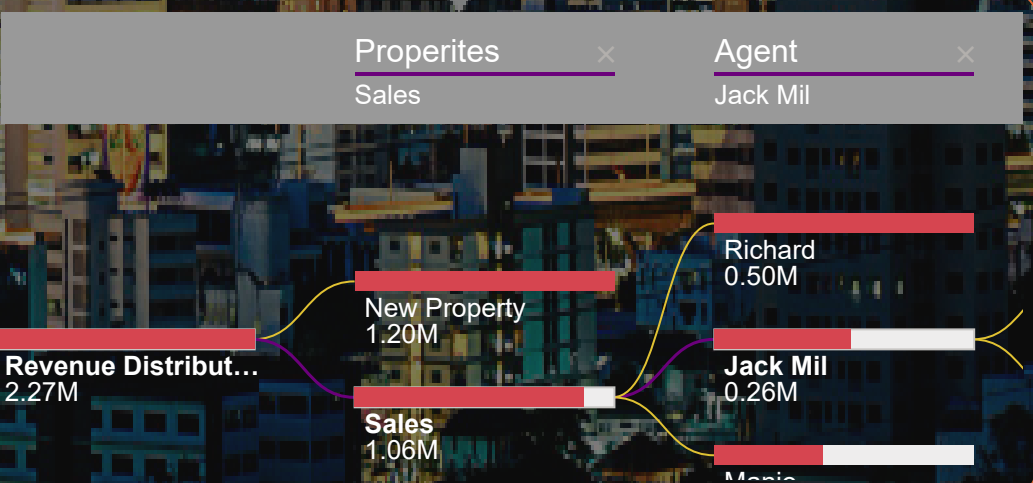 Properites
Agent
Sales
Jack Mil
Richard
0.50M
New Property
1.20M
Revenue Distribut...
2.27M
Jack Mil
0.26M
Sales
1.06M